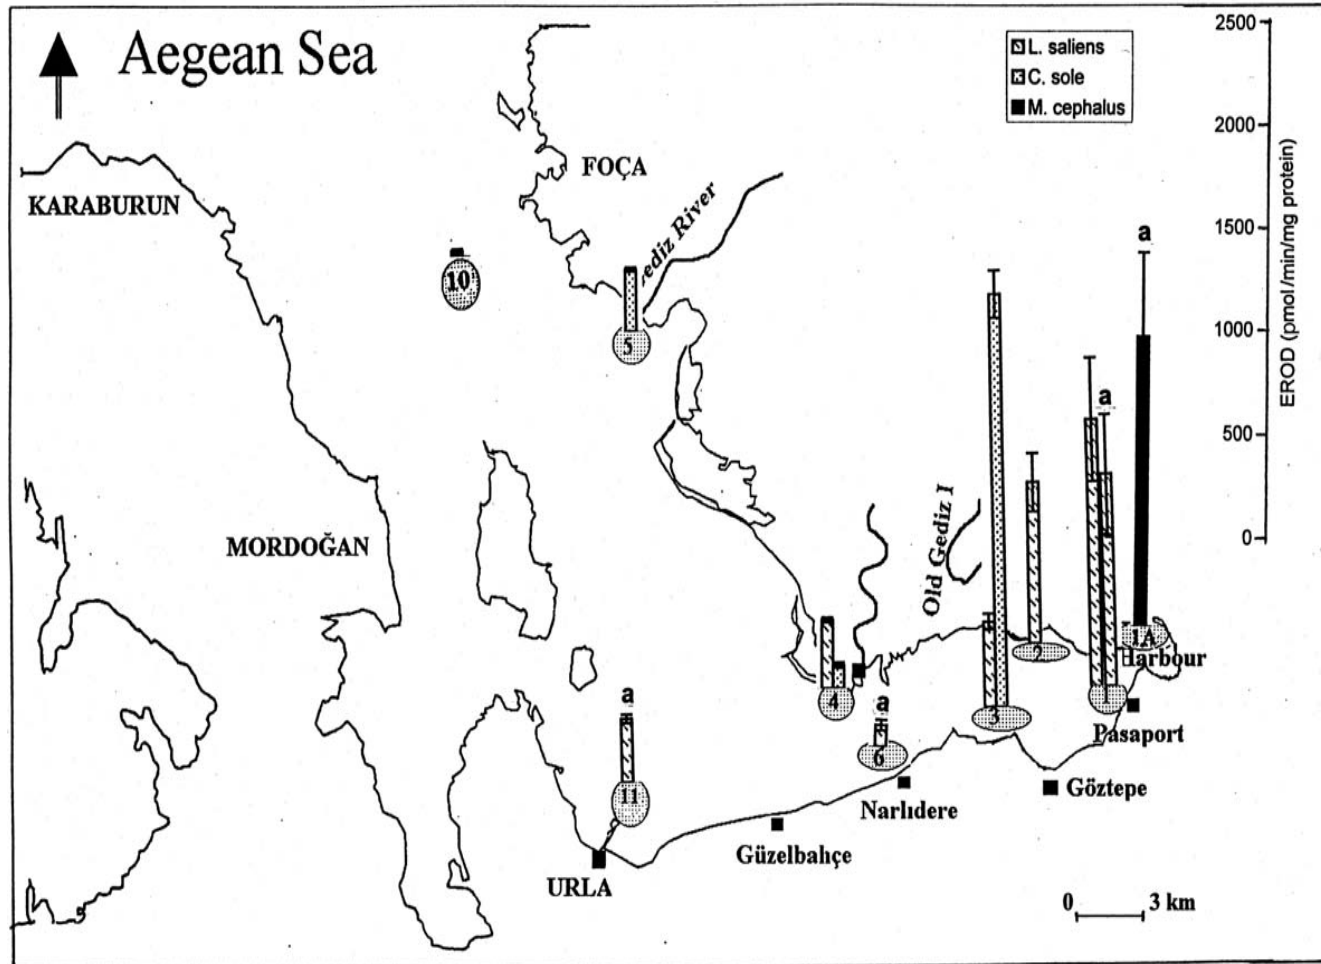 Aegean Sea
L. saliens
C. sole
M. cephalus
2500
2000
1500
1000
500
0
EROD (pmol /min/mg protein)
KARABURUN
FOÇA
ediz River
10
5
a
a
MORDOĞAN
Old Gediz I
1A
Harbour
2
1
Pasaport
3
4
a
6
a
11
Göztepe
Narlıdere
Güzelbahçe
URLA
0 3 km